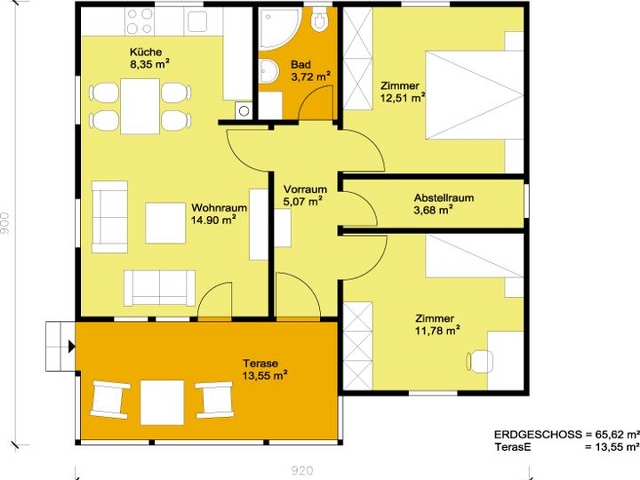 Küche
8,35 m²
Bad
3,72 m²
Zimmer
12,51 m²
Vorraum
5,07 m²
Abstellraum
3,68 m²
Wohnraum
14.90 m²
Zimmer
11,78 m²
Terase
13,55 m²
900
920
ERDGESCHOSS = 65,62 m²
TerasE = 13,55 m²